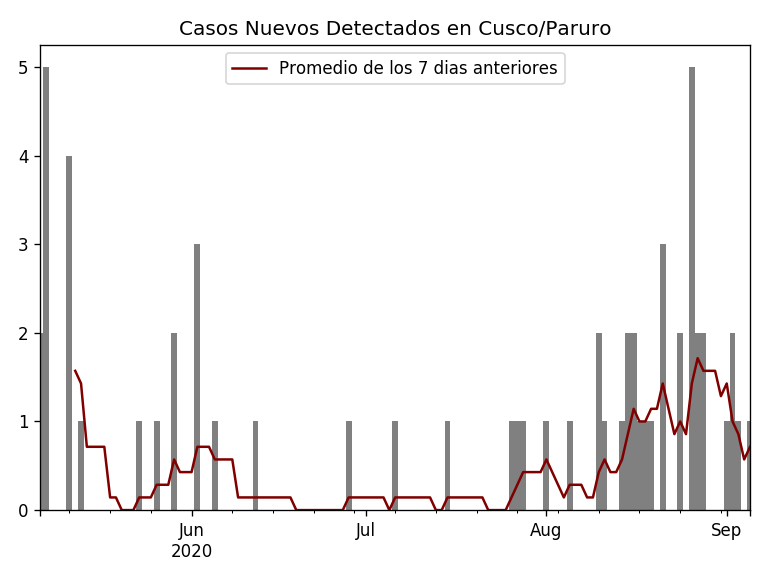 Casos Nuevos Detectados en Cusco/Paruro
Promedio de los 7 dias anteriores
5
4
3
2
1
0
Jun
2020
Jul
Aug
Sep